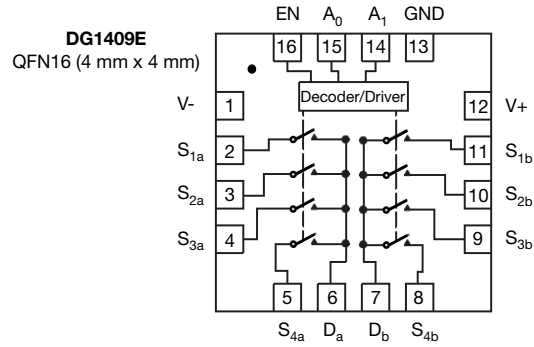 EN A0 A1 GND
DG1409E
QFN16 (4 mm x 4 mm)
16 15 14 13
Decoder/Driver
V- 1 12 V+
S1a 2 11 S1b
S2a 3 10 S2b
S3a 4 9 S3b
5 6 7 8
S4a Da Db S4b